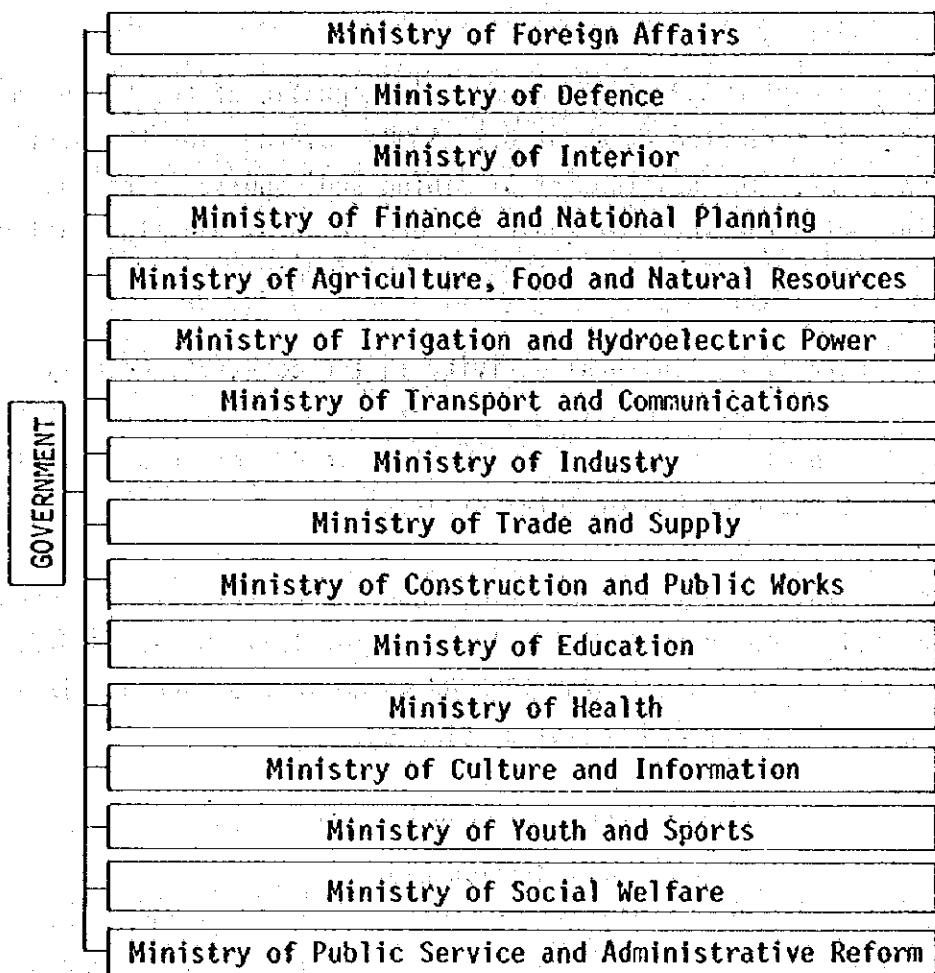 Ministry of Foreign Affairs
Ministry of Defence
Ministry of Interior
Ministry of Finance and National Planning
Ministry of Agriculture, Food and Natural Resources
Ministry of Irrigation and Hydroelectric Power
Ministry of Transport and Communications
Ministry of Industry
GOVERNMENT
Ministry of Trade and Supply
Ministry of Construction and Public Works
Ministry of Education
Ministry of Health
Ministry of Culture and Information
Ministry of Youth and Sports
Ministry of Social Welfare
Ministry of Public Service and Administrative Reform